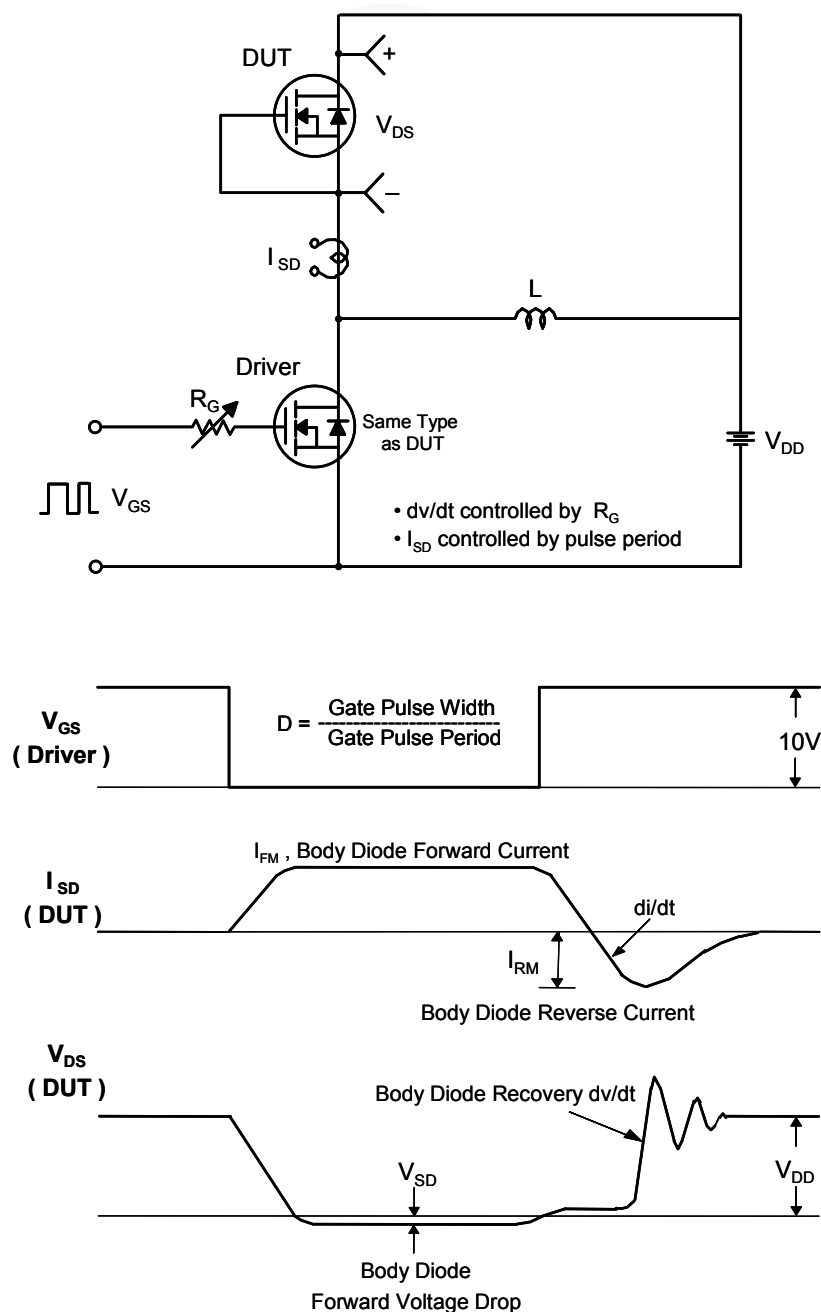 DUT
+
V_DS
–
I_SD
L
Driver
R_G
Same Type
as DUT
V_DD
V_GS
• dv/dt controlled by R_G
• I_SD controlled by pulse period
V_GS
( Driver )
D = Gate Pulse Width
Gate Pulse Period
10V
I_FM , Body Diode Forward Current
I_SD
( DUT )
di/dt
I_RM
Body Diode Reverse Current
V_DS
( DUT )
Body Diode Recovery dv/dt
V_SD
V_DD
Body Diode
Forward Voltage Drop